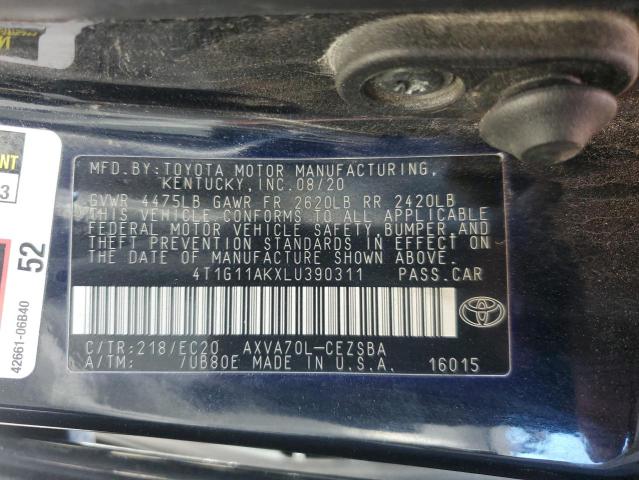 MFD.BY:TOYOTA MOTOR MANUFACTURING,
KENTUCKY, INC.08/20
GVWR 4475LB GAWR FR 2620LB RR 2420LB
THIS VEHICLE CONFORMS TO ALL APPLICABLE
FEDERAL MOTOR VEHICLE SAFETY, BUMPER, AND
THEFT PREVENTION STANDARDS IN EFFECT ON
THE DATE OF MANUFACTURE SHOWN ABOVE.
4T1G11AKXLU390311 PASS.CAR
C/TR:218/EC20 AXVA70L-CEZSBA
A/TM: /UB80E MADE IN U.S.A. 16015
52
42661-06B40